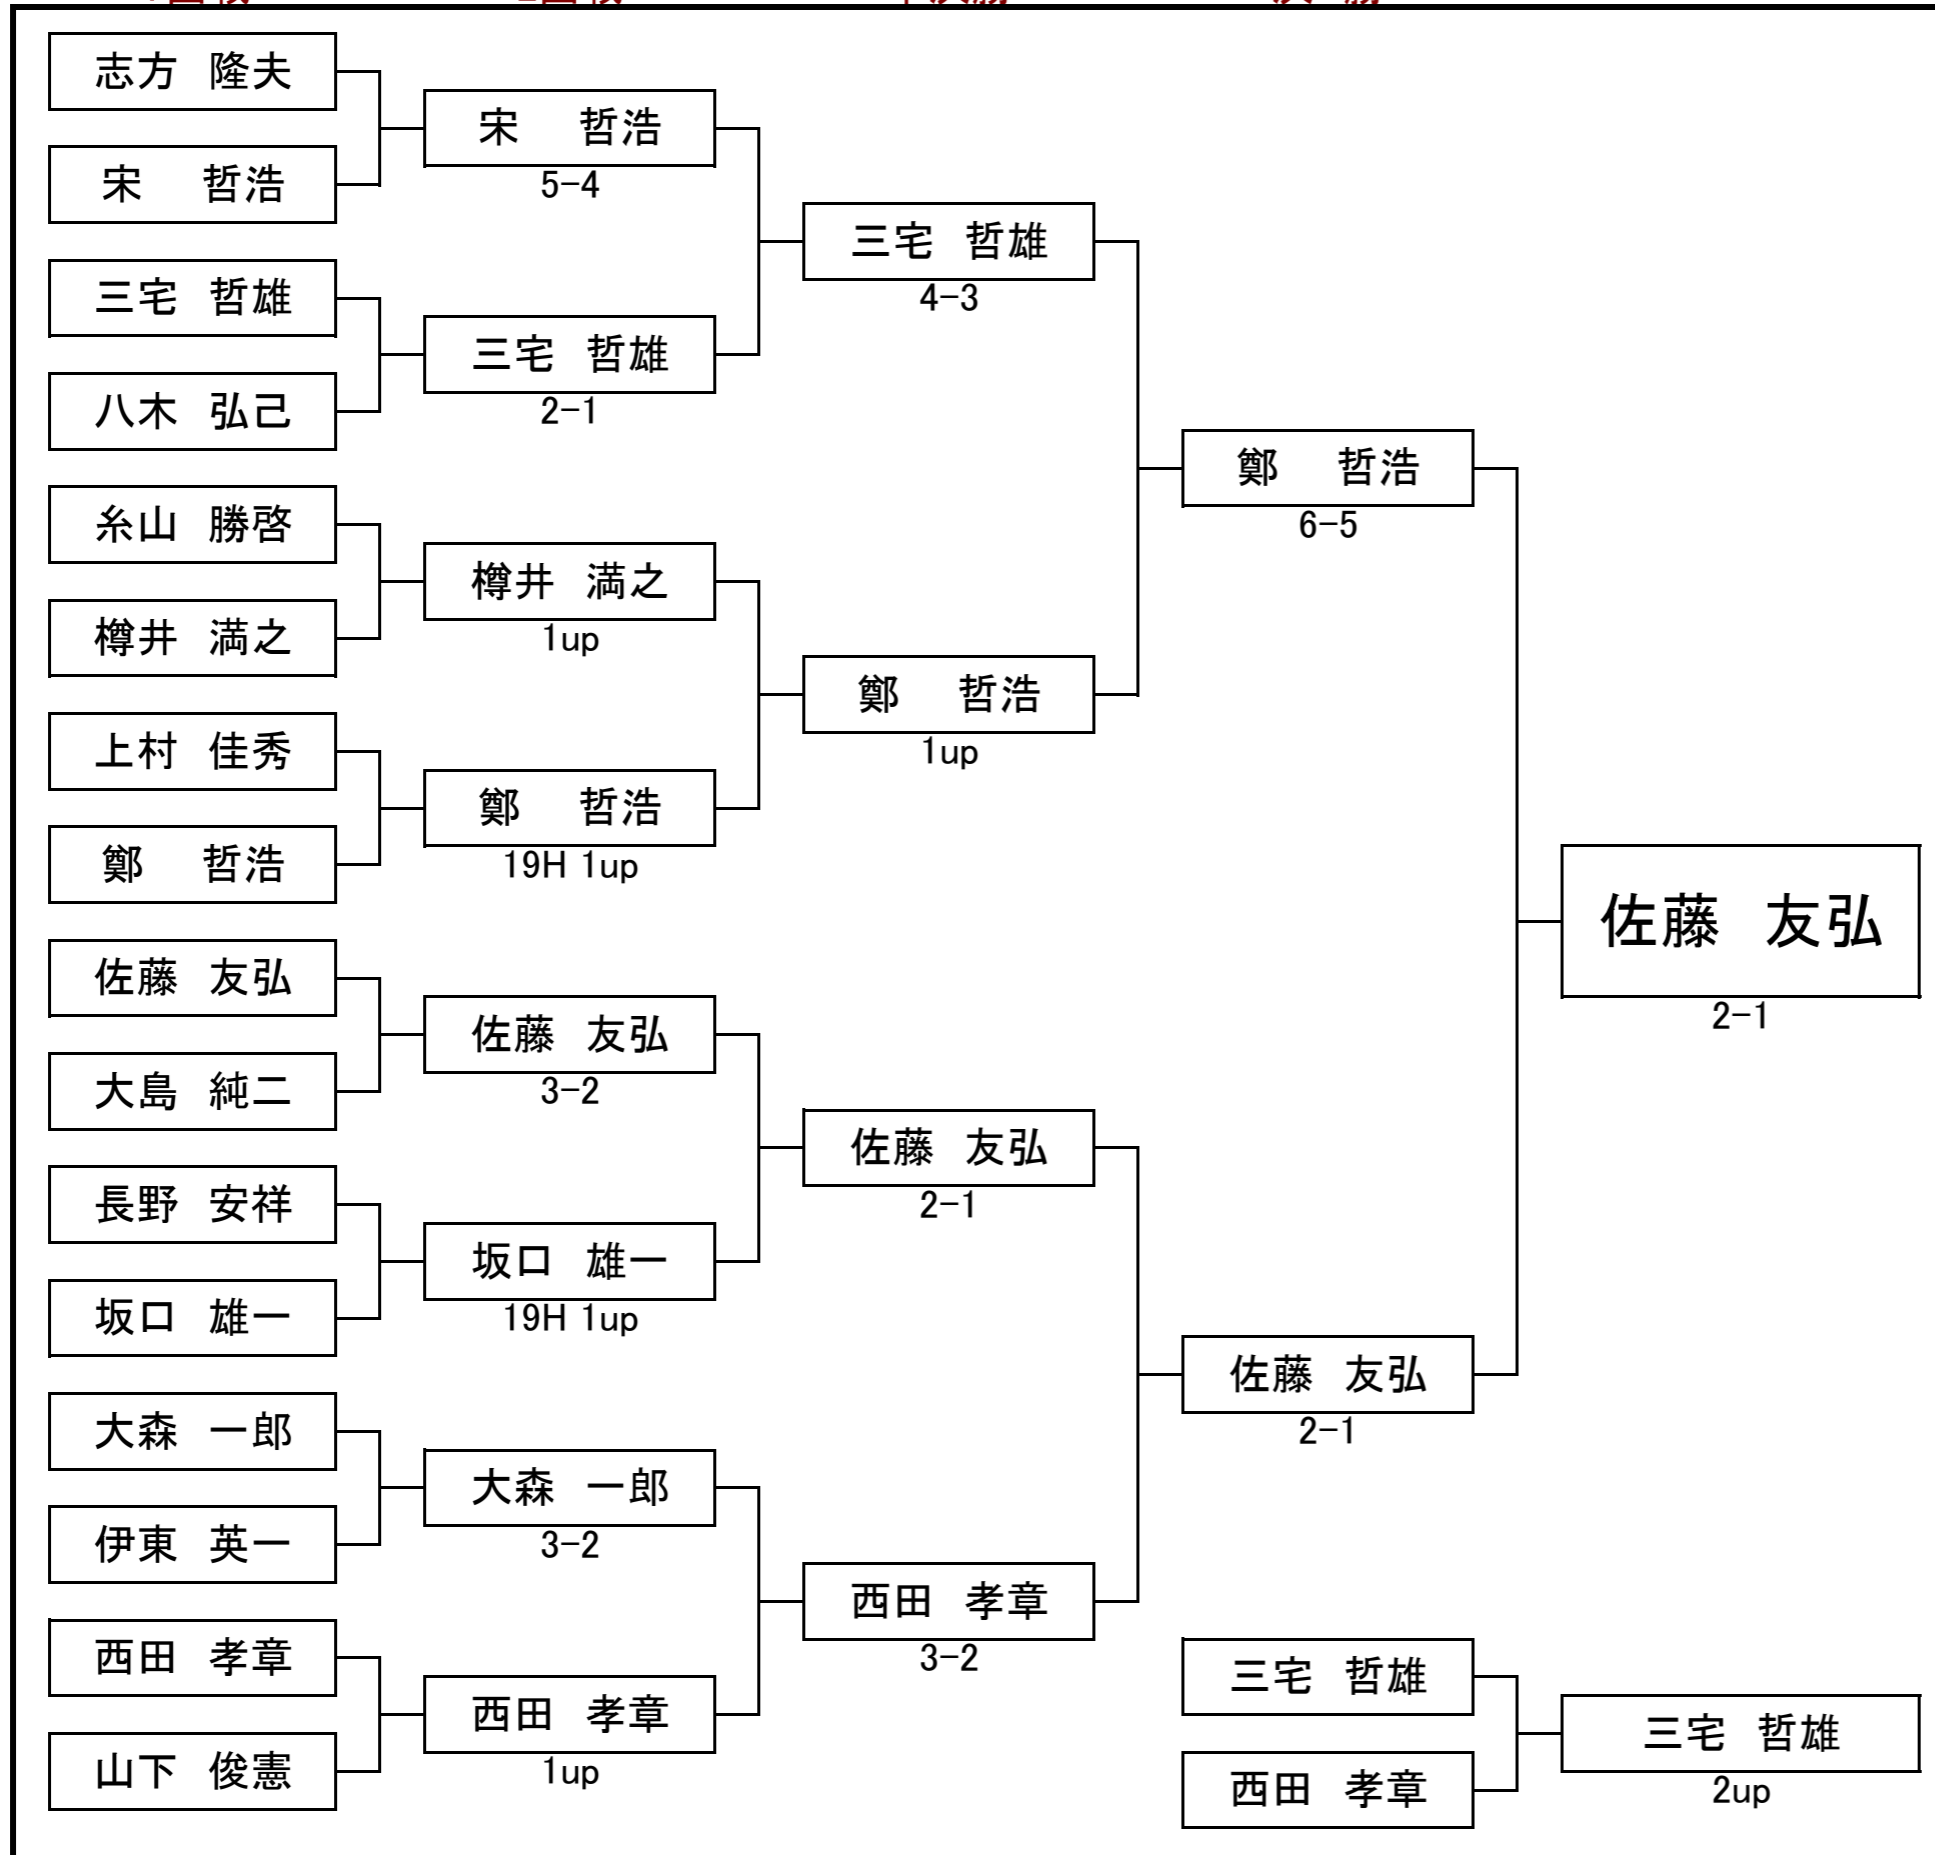 志方　隆夫
宋　哲浩
三宅　哲雄
八木　弘己
糸山　勝啓
樽井　満之
上村　佳秀
鄭　哲浩
佐藤　友弘
大島　純二
長野　安祥
坂口　雄一
大森　一郎
伊東　英一
西田　孝章
山下　俊憲
宋　哲浩
5-4
三宅　哲雄
2-1
樽井　満之
1up
鄭　哲浩
19H 1up
佐藤　友弘
3-2
坂口　雄一
19H 1up
大森　一郎
3-2
西田　孝章
1up
三宅　哲雄
4-3
鄭　哲浩
1up
佐藤　友弘
2-1
西田　孝章
3-2
鄭　哲浩
6-5
佐藤　友弘
2-1
佐藤　友弘
2-1
三宅　哲雄
西田　孝章
三宅　哲雄
2up